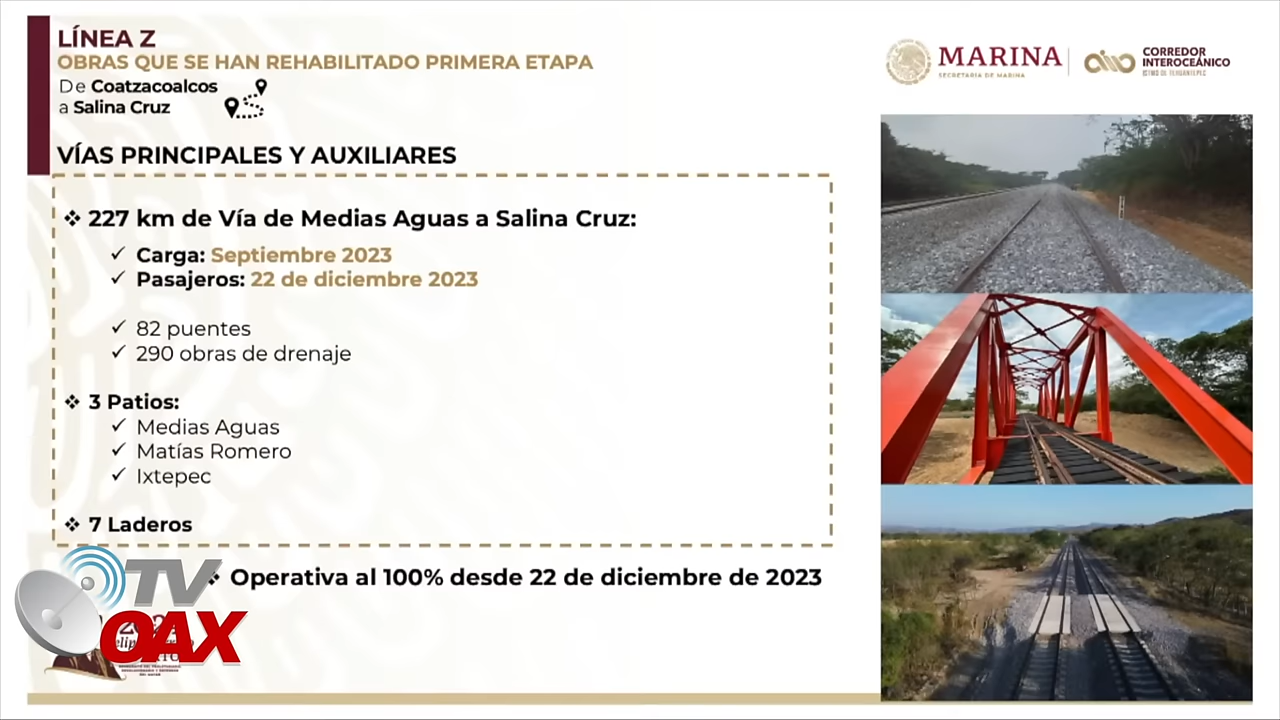 LÍNEA Z
OBRAS QUE SE HAN REHABILITADO PRIMERA ETAPA
De Coatzacoalcos
a Salina Cruz
MARINA
SECRETARÍA DE MARINA
CORREDOR
INTEROCEÁNICO
ISTMO DE TEHUANTEPEC
VÍAS PRINCIPALES Y AUXILIARES
❖ 227 km de Vía de Medias Aguas a Salina Cruz:
✓ Carga: Septiembre 2023
✓ Pasajeros: 22 de diciembre 2023
✓ 82 puentes
✓ 290 obras de drenaje
❖ 3 Patios:
✓ Medias Aguas
✓ Matías Romero
✓ Ixtepec
❖ 7 Laderos
❖ Operativa al 100% desde 22 de diciembre de 2023
TV
OAX